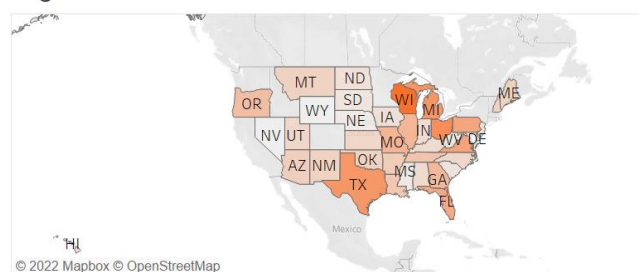 MT
ND
ME
OR
SD
WI
MI
WY
NE
IA
NV
UT
IN
WV
DE
MO
AZ
NM
OK
MS
GA
TX
FL
Mexico
HI
© 2022 Mapbox © OpenStreetMap